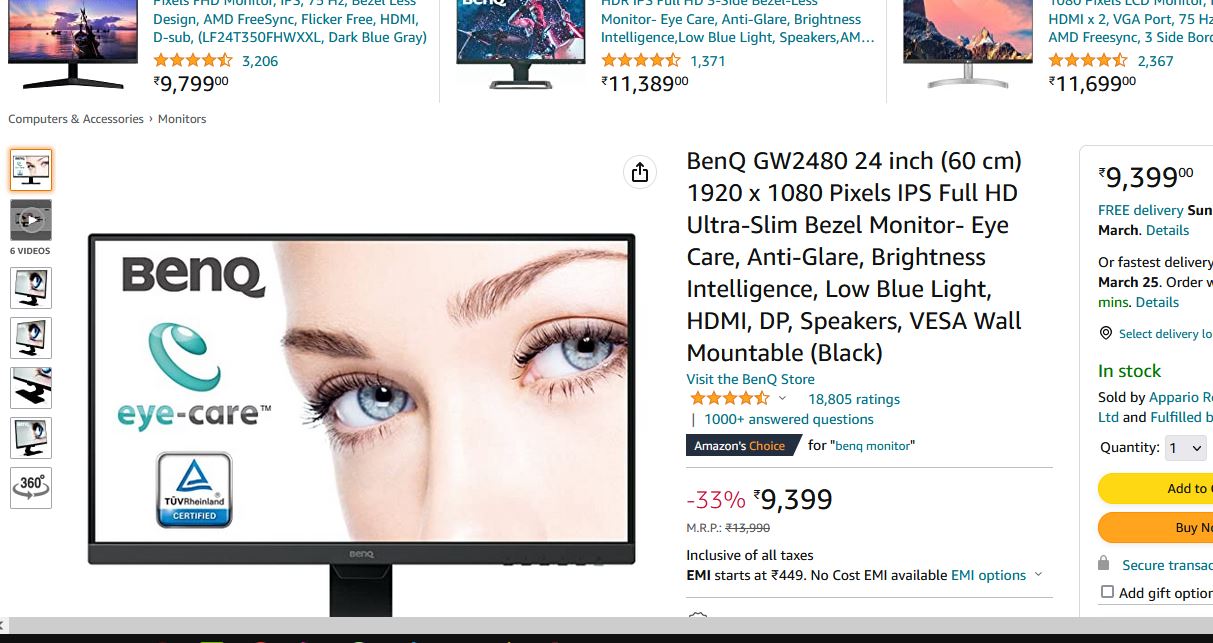 Pixels FHD Monitor, IPS, 75 Hz, Bezel Less
Design, AMD FreeSync, Flicker Free, HDMI,
D-sub, (LF24T350FHWXXL, Dark Blue Gray)
3,206
₹9,799⁰⁰
BenQ
HDR IPS Full HD 3-Side Bezel-Less
Monitor- Eye Care, Anti-Glare, Brightness
Intelligence,Low Blue Light, Speakers,AM…
1,371
₹11,389⁰⁰
1080 Pixels LCD Monitor,
HDMI x 2, VGA Port, 75 Hz
AMD Freesync, 3 Side Bord
2,367
₹11,699⁰⁰
Computers & Accessories › Monitors
6 VIDEOS
360°
BenQ
eye-care™
TÜVRheinland
CERTIFIED
BenQ
BenQ GW2480 24 inch (60 cm)
1920 x 1080 Pixels IPS Full HD
Ultra-Slim Bezel Monitor- Eye
Care, Anti-Glare, Brightness
Intelligence, Low Blue Light,
HDMI, DP, Speakers, VESA Wall
Mountable (Black)
Visit the BenQ Store
18,805 ratings
| 1000+ answered questions
Amazon's Choice for "benq monitor"
-33% ₹9,399
M.R.P.: ₹13,990
Inclusive of all taxes
EMI starts at ₹449. No Cost EMI available EMI options
₹9,399⁰⁰
FREE delivery Sun
March. Details
Or fastest delivery
March 25. Order w
mins. Details
Select delivery lo
In stock
Sold by Appario Re
Ltd and Fulfilled b
Quantity: 1
Add to
Buy No
Secure transac
Add gift option